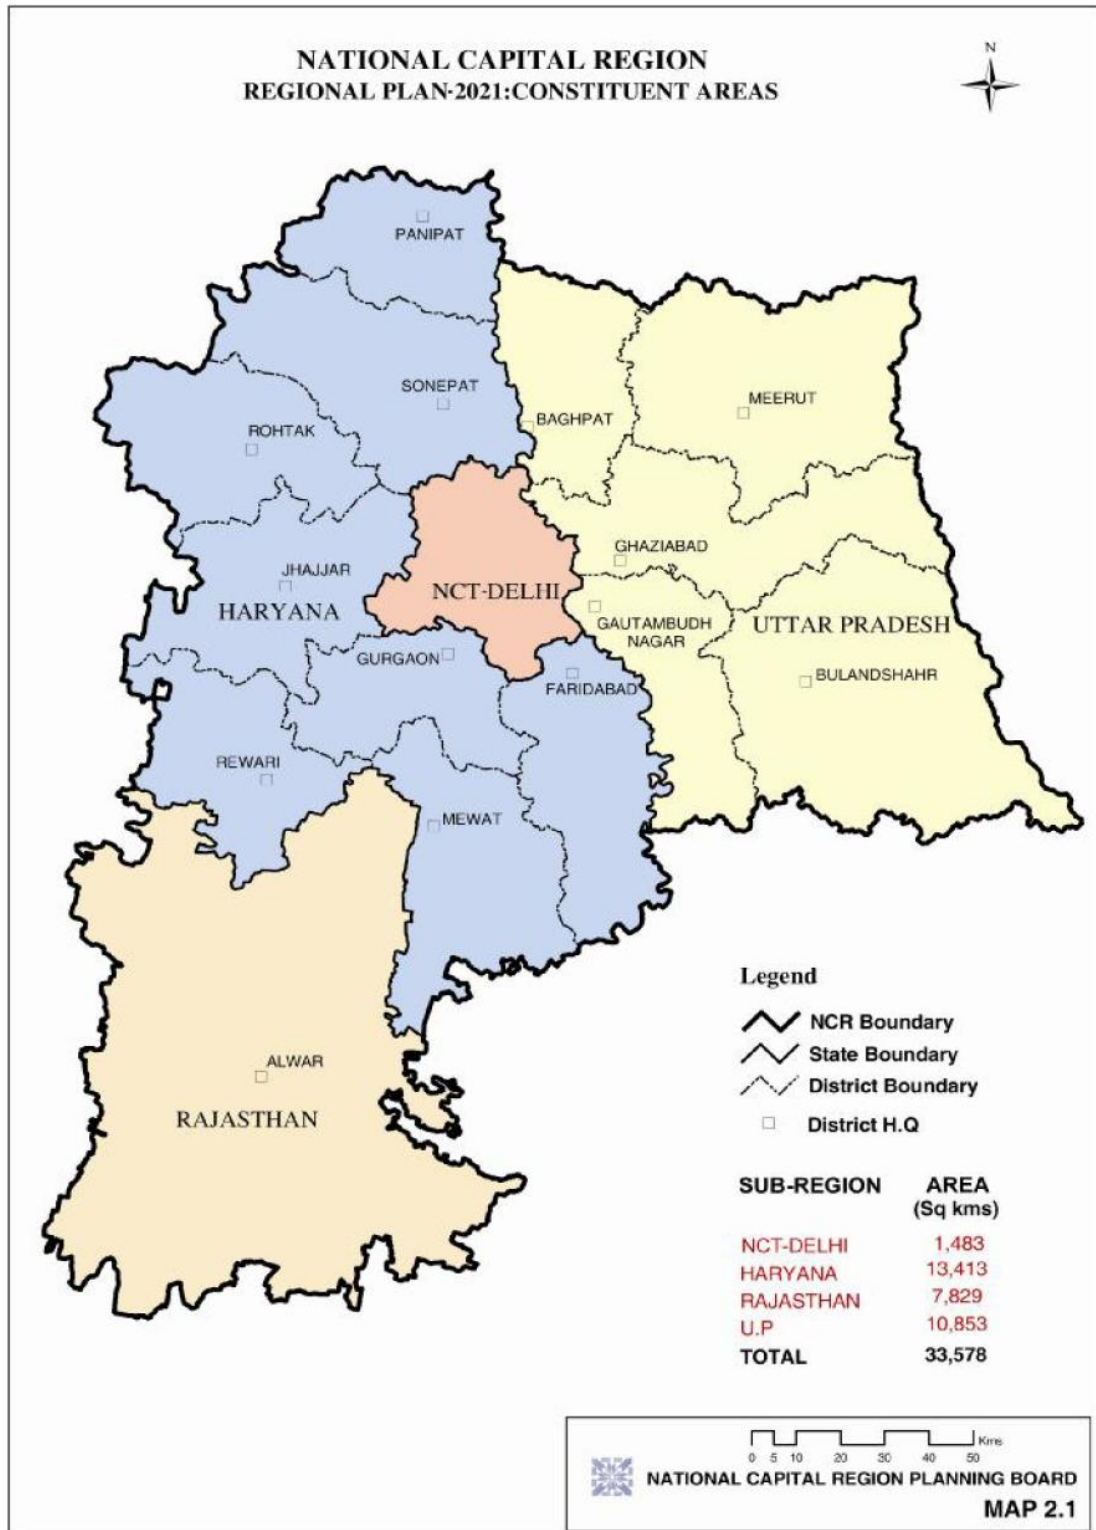 NATIONAL CAPITAL REGION
REGIONAL PLAN-2021:CONSTITUENT AREAS
N
PANIPAT
SONEPAT
ROHTAK
BAGHPAT
MEERUT
GHAZIABAD
JHAJJAR
HARYANA
NCT-DELHI
GAUTAMBUDH
NAGAR
UTTAR PRADESH
GURGAON
FARIDABAD
BULANDSHAHR
REWARI
MEWAT
ALWAR
RAJASTHAN
Legend
NCR Boundary
State Boundary
District Boundary
District H.Q
SUB-REGION AREA
(Sq kms)
NCT-DELHI 1,483
HARYANA 13,413
RAJASTHAN 7,829
U.P 10,853
TOTAL 33,578
Kms
0 5 10 20 30 40 50
NATIONAL CAPITAL REGION PLANNING BOARD
MAP 2.1